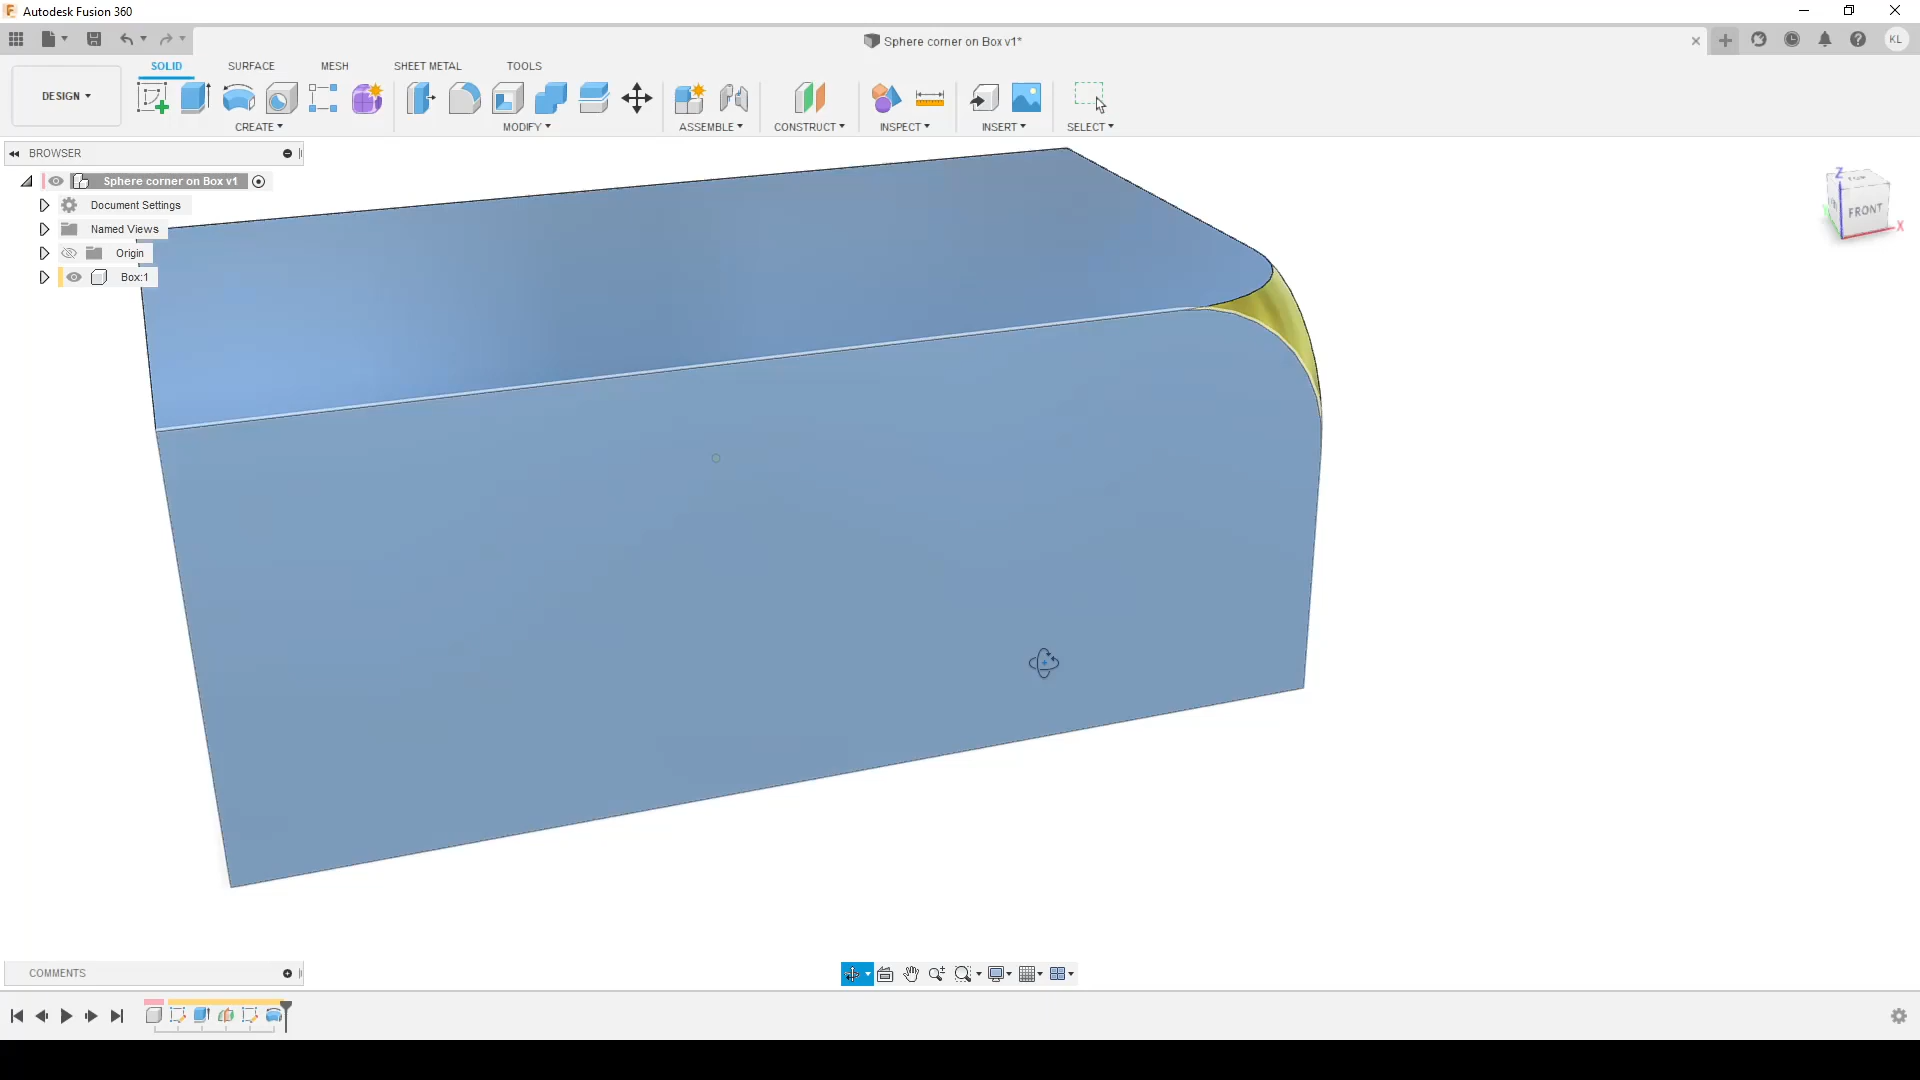 Autodesk Fusion 360
Sphere corner on Box v1*
KL
DESIGN
SOLID
SURFACE
MESH
SHEET METAL
TOOLS
CREATE
MODIFY
ASSEMBLE
CONSTRUCT
INSPECT
INSERT
SELECT
BROWSER
Sphere corner on Box v1
Document Settings
Named Views
Origin
Box:1
Z
TOP
FRONT
X
COMMENTS